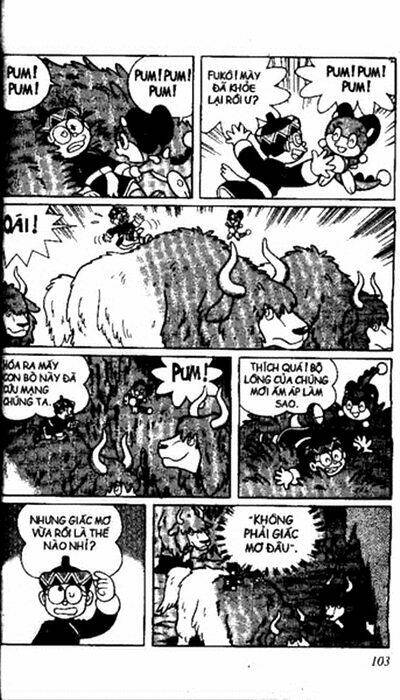 PUM!
PUM!
PUM! PUM!
PUM!
FUKÔ! MÀY
ĐÃ KHỎE
LẠI RỒI Ư?
PUM! PUM!
PUM!
OÁI!
HÓA RA MẤY
CON BÒ NÀY ĐÃ
CỨU MẠNG
CHÚNG TA.
PUM!
THÍCH QUÁ! BỘ
LÔNG CỦA CHÚNG
MỚI ẤM ÁP LÀM
SAO.
NHƯNG GIẤC MƠ
VỪA RỒI LÀ THẾ
NÀO NHỈ?
"KHÔNG
PHẢI GIẤC
MƠ ĐÂU".
103